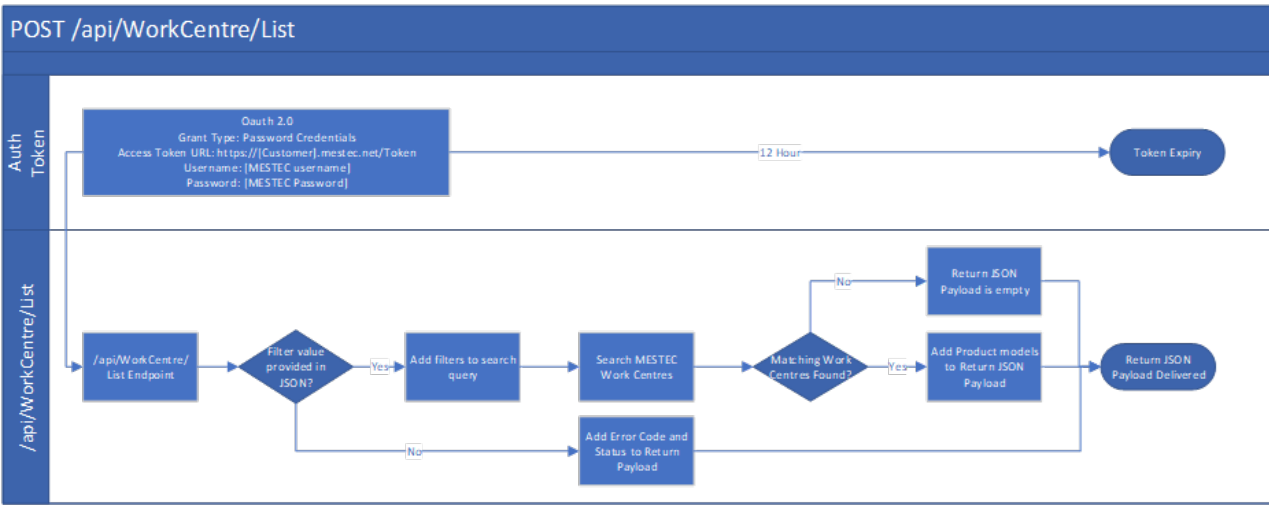 POST /api/WorkCentre/List
Auth
Token
Oauth 2.0
Grant Type: Password Credentials
Access Token URL: https://[Customer].mestec.net/Token
Username: [MESTEC username]
Password: [MESTEC Password]
12 Hour
Token Expiry
/api/WorkCentre/List
/api/WorkCentre/
List Endpoint
Filter value
provided in
JSON?
Yes
Add filters to search
query
Search MESTEC
Work Centres
Matching Work
Centres Found?
No
Return JSON
Payload is empty
Yes
Add Product models
to Return JSON
Payload
Return JSON
Payload Delivered
No
Add Error Code and
Status to Return
Payload